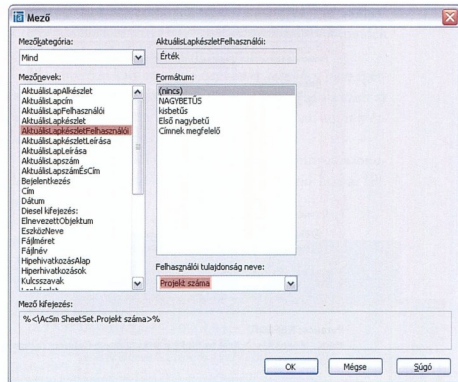 Mező
Mezőkategória:
Mind
AktuálisLapkészletFelhasználói:
Érték
Mezőnevek:
AktuálisLapAlkészlet
AktuálisLapcím
AktuálisLapFelhasználói
AktuálisLapkészlet
AktuálisLapkészletFelhasználói
AktuálisLapkészletLeírása
AktuálisLapLeírása
AktuálisLapszám
AktuálisLapszámÉsCím
Bejelentkezés
Cím
Dátum
Diesel kifejezés:
ElnevezettObjektum
EszközNeve
Fájlméret
Fájlnév
HipehivatkozásAlap
Hiperhivatkozások
Kulcsszavak
Formátum:
(nincs)
NAGYBETŰS
kisbetűs
Első nagybetű
Címnek megfelelő
Felhasználói tulajdonság neve:
Projekt száma
Mező kifejezés:
%<\AcSm SheetSet.Projekt száma>%
OK
Mégse
Súgó